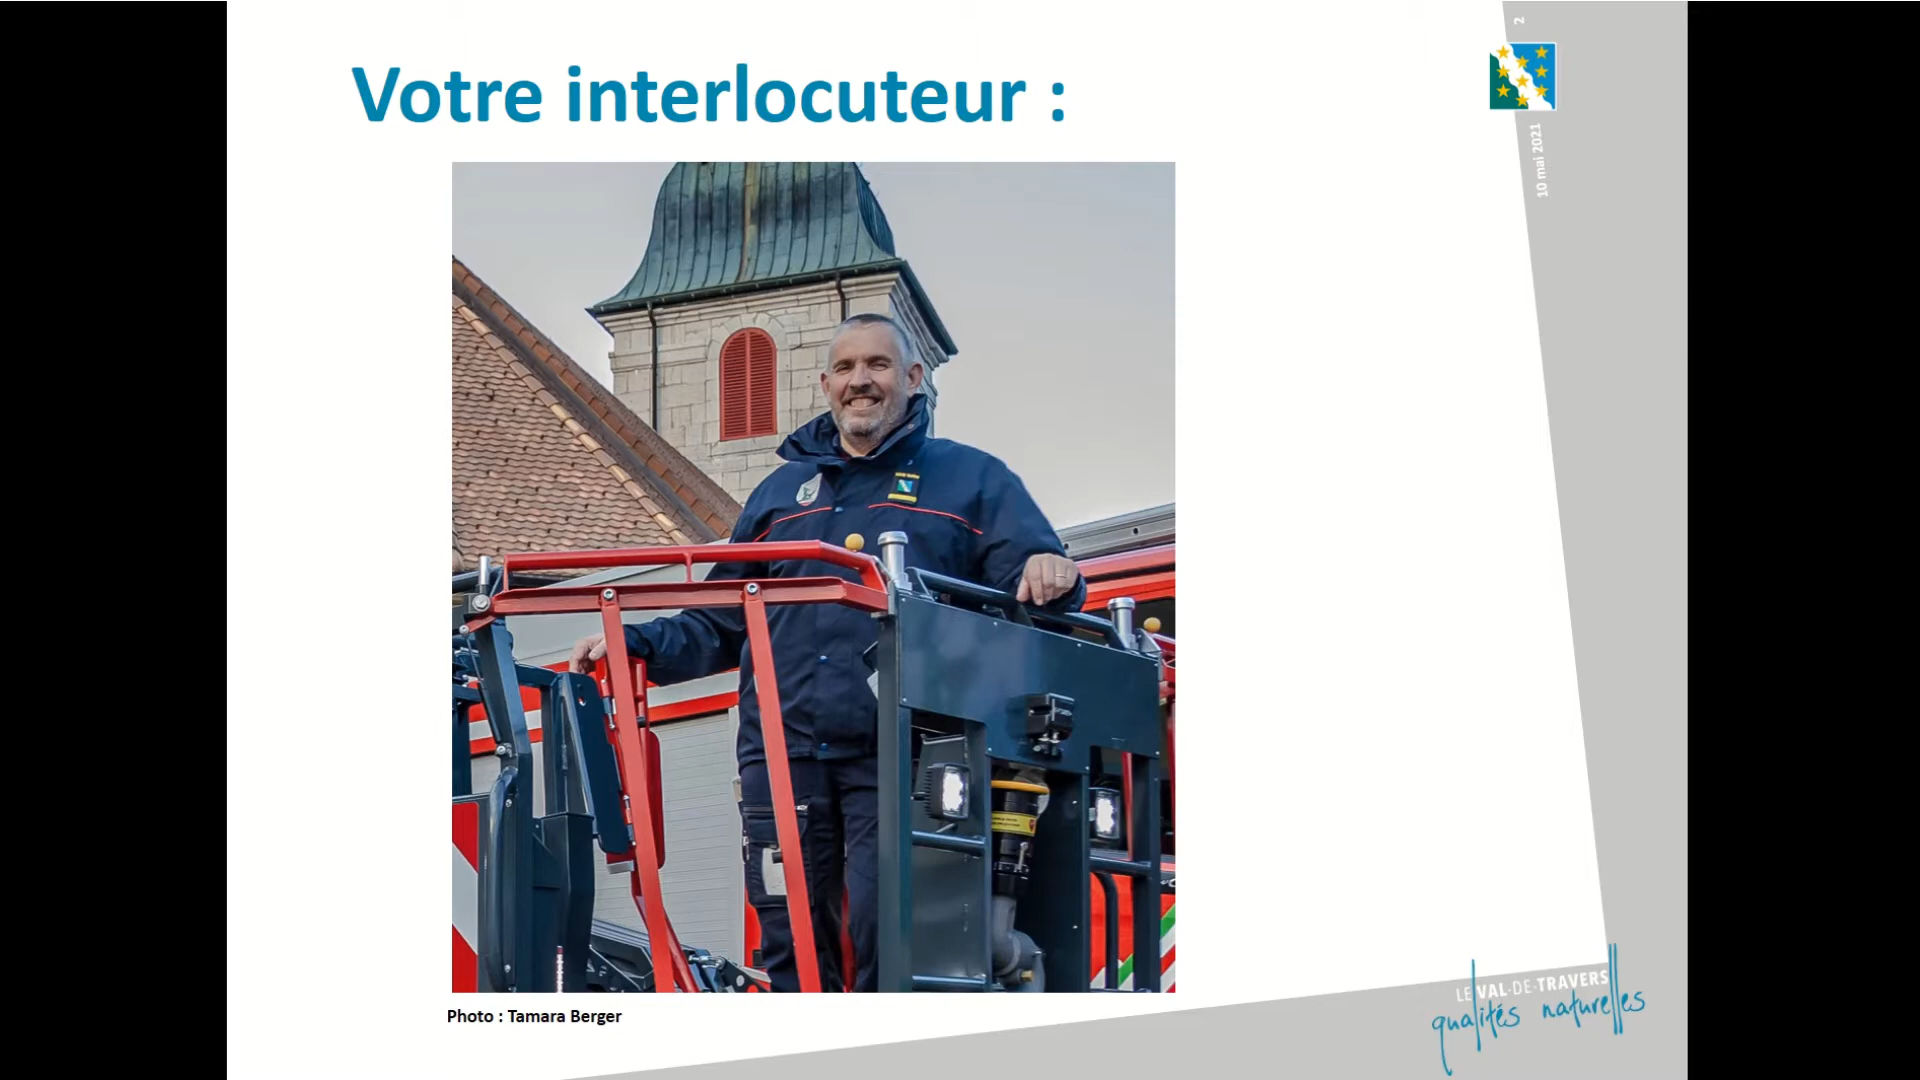 2
Votre interlocuteur :
10 mai 2021
Photo : Tamara Berger
LE VAL-DE-TRAVERS
qualités naturelles